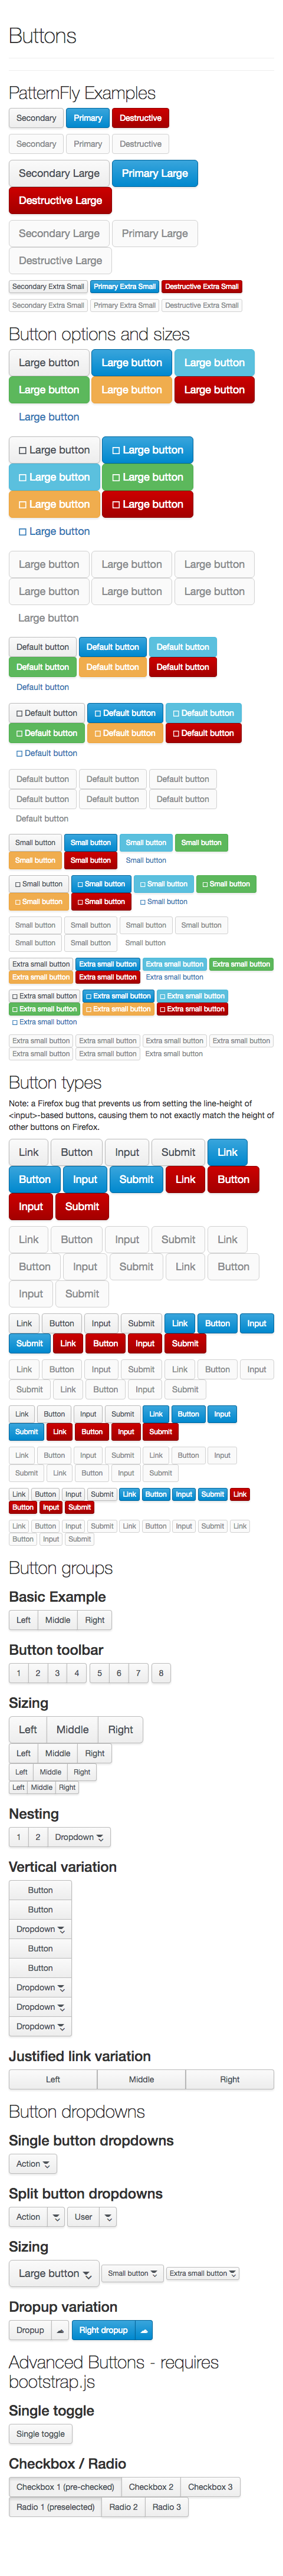 Buttons
PatternFly Examples
Secondary Primary Destructive
Secondary Primary Destructive
Secondary Large Primary Large
Destructive Large
Secondary Large Primary Large
Destructive Large
Secondary Extra Small Primary Extra Small Destructive Extra Small
Secondary Extra Small Primary Extra Small Destructive Extra Small
Button options and sizes
Large button Large button Large button
Large button Large button Large button
Large button
Large button Large button
Large button Large button
Large button Large button
Large button
Large button Large button Large button
Large button Large button Large button
Large button
Default button Default button Default button
Default button Default button Default button
Default button
Default button Default button Default button
Default button Default button Default button
Default button
Default button Default button Default button
Default button Default button Default button
Default button
Small button Small button Small button Small button
Small button Small button Small button
Small button Small button Small button Small button
Small button Small button Small button
Small button Small button Small button Small button
Small button Small button Small button
Extra small button Extra small button Extra small button Extra small button
Extra small button Extra small button Extra small button
Extra small button Extra small button Extra small button
Extra small button Extra small button Extra small button
Extra small button
Extra small button Extra small button Extra small button Extra small button
Extra small button Extra small button Extra small button
Button types
Note: a Firefox bug that prevents us from setting the line-height of
<input>-based buttons, causing them to not exactly match the height of
other buttons on Firefox.
Link Button Input Submit Link
Button Input Submit Link Button
Input Submit
Link Button Input Submit Link
Button Input Submit Link Button
Input Submit
Link Button Input Submit Link Button Input
Submit Link Button Input Submit
Link Button Input Submit Link Button Input
Submit Link Button Input Submit
Link Button Input Submit Link Button Input
Submit Link Button Input Submit
Link Button Input Submit Link Button Input
Submit Link Button Input Submit
Link Button Input Submit Link Button Input Submit Link
Button Input Submit
Link Button Input Submit Link Button Input Submit Link
Button Input Submit
Button groups
Basic Example
Left Middle Right
Button toolbar
1 2 3 4 5 6 7 8
Sizing
Left Middle Right
Left Middle Right
Left Middle Right
Left Middle Right
Nesting
1 2 Dropdown
Vertical variation
Button
Button
Dropdown
Button
Button
Dropdown
Dropdown
Dropdown
Justified link variation
Left Middle Right
Button dropdowns
Single button dropdowns
Action
Split button dropdowns
Action User
Sizing
Large button Small button Extra small button
Dropup variation
Dropup Right dropup
Advanced Buttons - requires
bootstrap.js
Single toggle
Single toggle
Checkbox / Radio
Checkbox 1 (pre-checked) Checkbox 2 Checkbox 3
Radio 1 (preselected) Radio 2 Radio 3